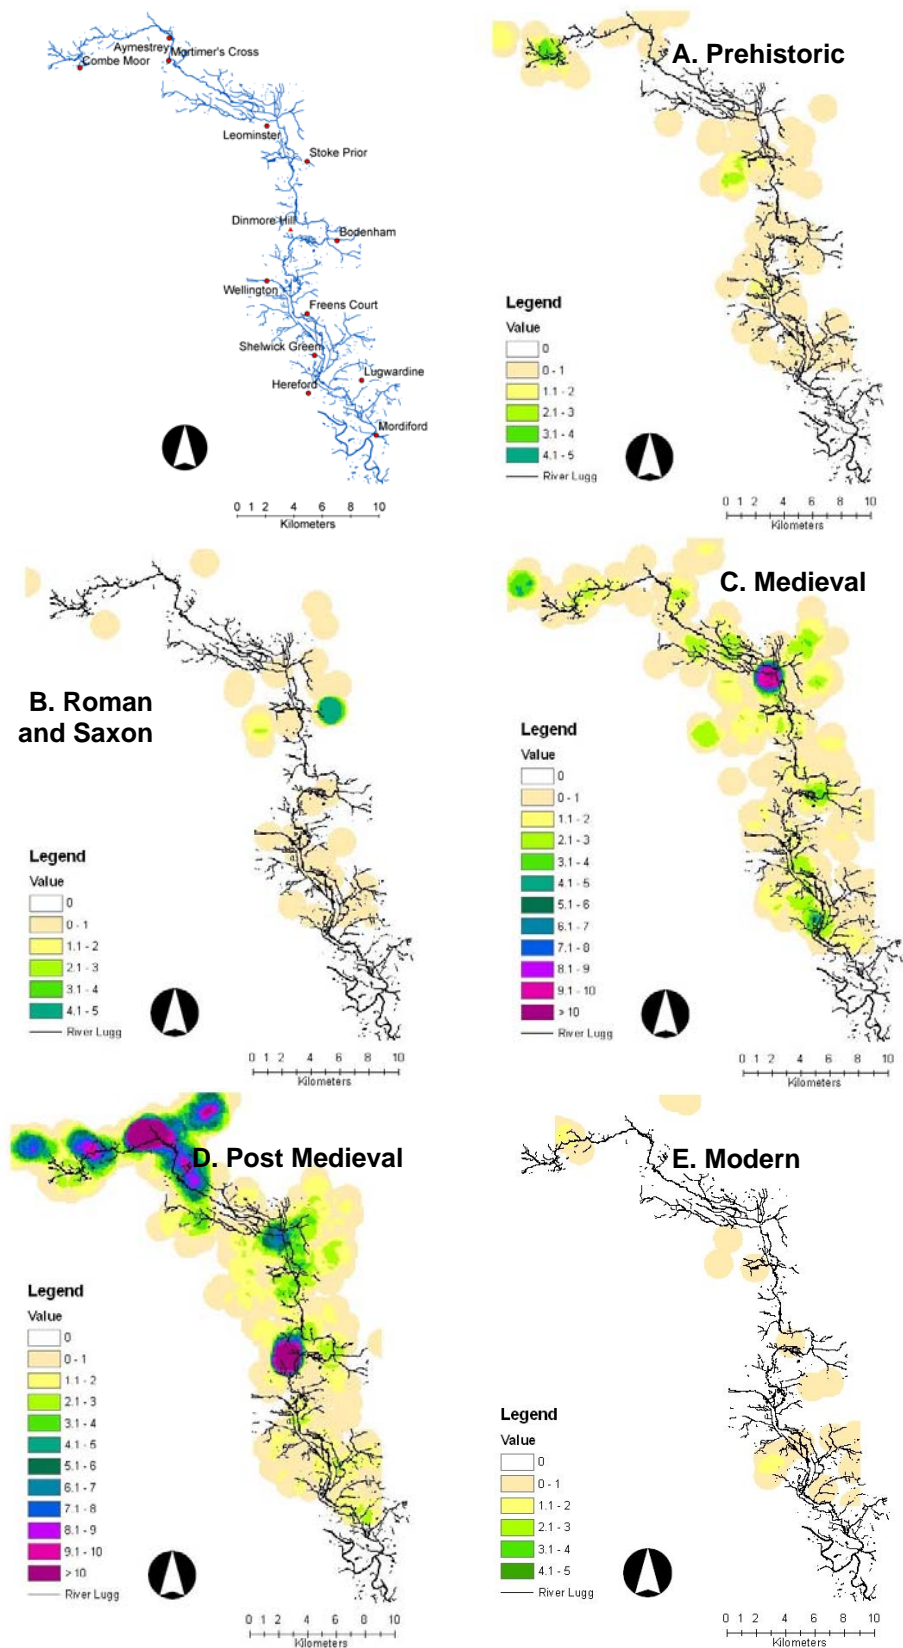 Aymestrey
Mortimer's Cross
Combe Moor
Leominster
Stoke Prior
Dinmore Hill
Bodenham
Wellington
Freens Court
Shelwick Green
Lugwardine
Hereford
Mordiford
0 1 2 4 6 8 10
Kilometers
A. Prehistoric
Legend
Value
0
0 - 1
1.1 - 2
2.1 - 3
3.1 - 4
4.1 - 5
River Lugg
0 1 2 4 6 8 10
Kilometers
B. Roman
and Saxon
Legend
Value
0
0 - 1
1.1 - 2
2.1 - 3
3.1 - 4
4.1 - 5
River Lugg
0 1 2 4 6 8 10
Kilometers
C. Medieval
Legend
Value
0
0 - 1
1.1 - 2
2.1 - 3
3.1 - 4
4.1 - 5
5.1 - 6
6.1 - 7
7.1 - 8
8.1 - 9
9.1 - 10
> 10
River Lugg
0 1 2 4 6 8 10
Kilometers
D. Post Medieval
Legend
Value
0
0 - 1
1.1 - 2
2.1 - 3
3.1 - 4
4.1 - 5
5.1 - 6
6.1 - 7
7.1 - 8
8.1 - 9
9.1 - 10
> 10
River Lugg
0 1 2 4 6 8 10
Kilometers
E. Modern
Legend
Value
0
0 - 1
1.1 - 2
2.1 - 3
3.1 - 4
4.1 - 5
River Lugg
0 1 2 4 6 8 10
Kilometers